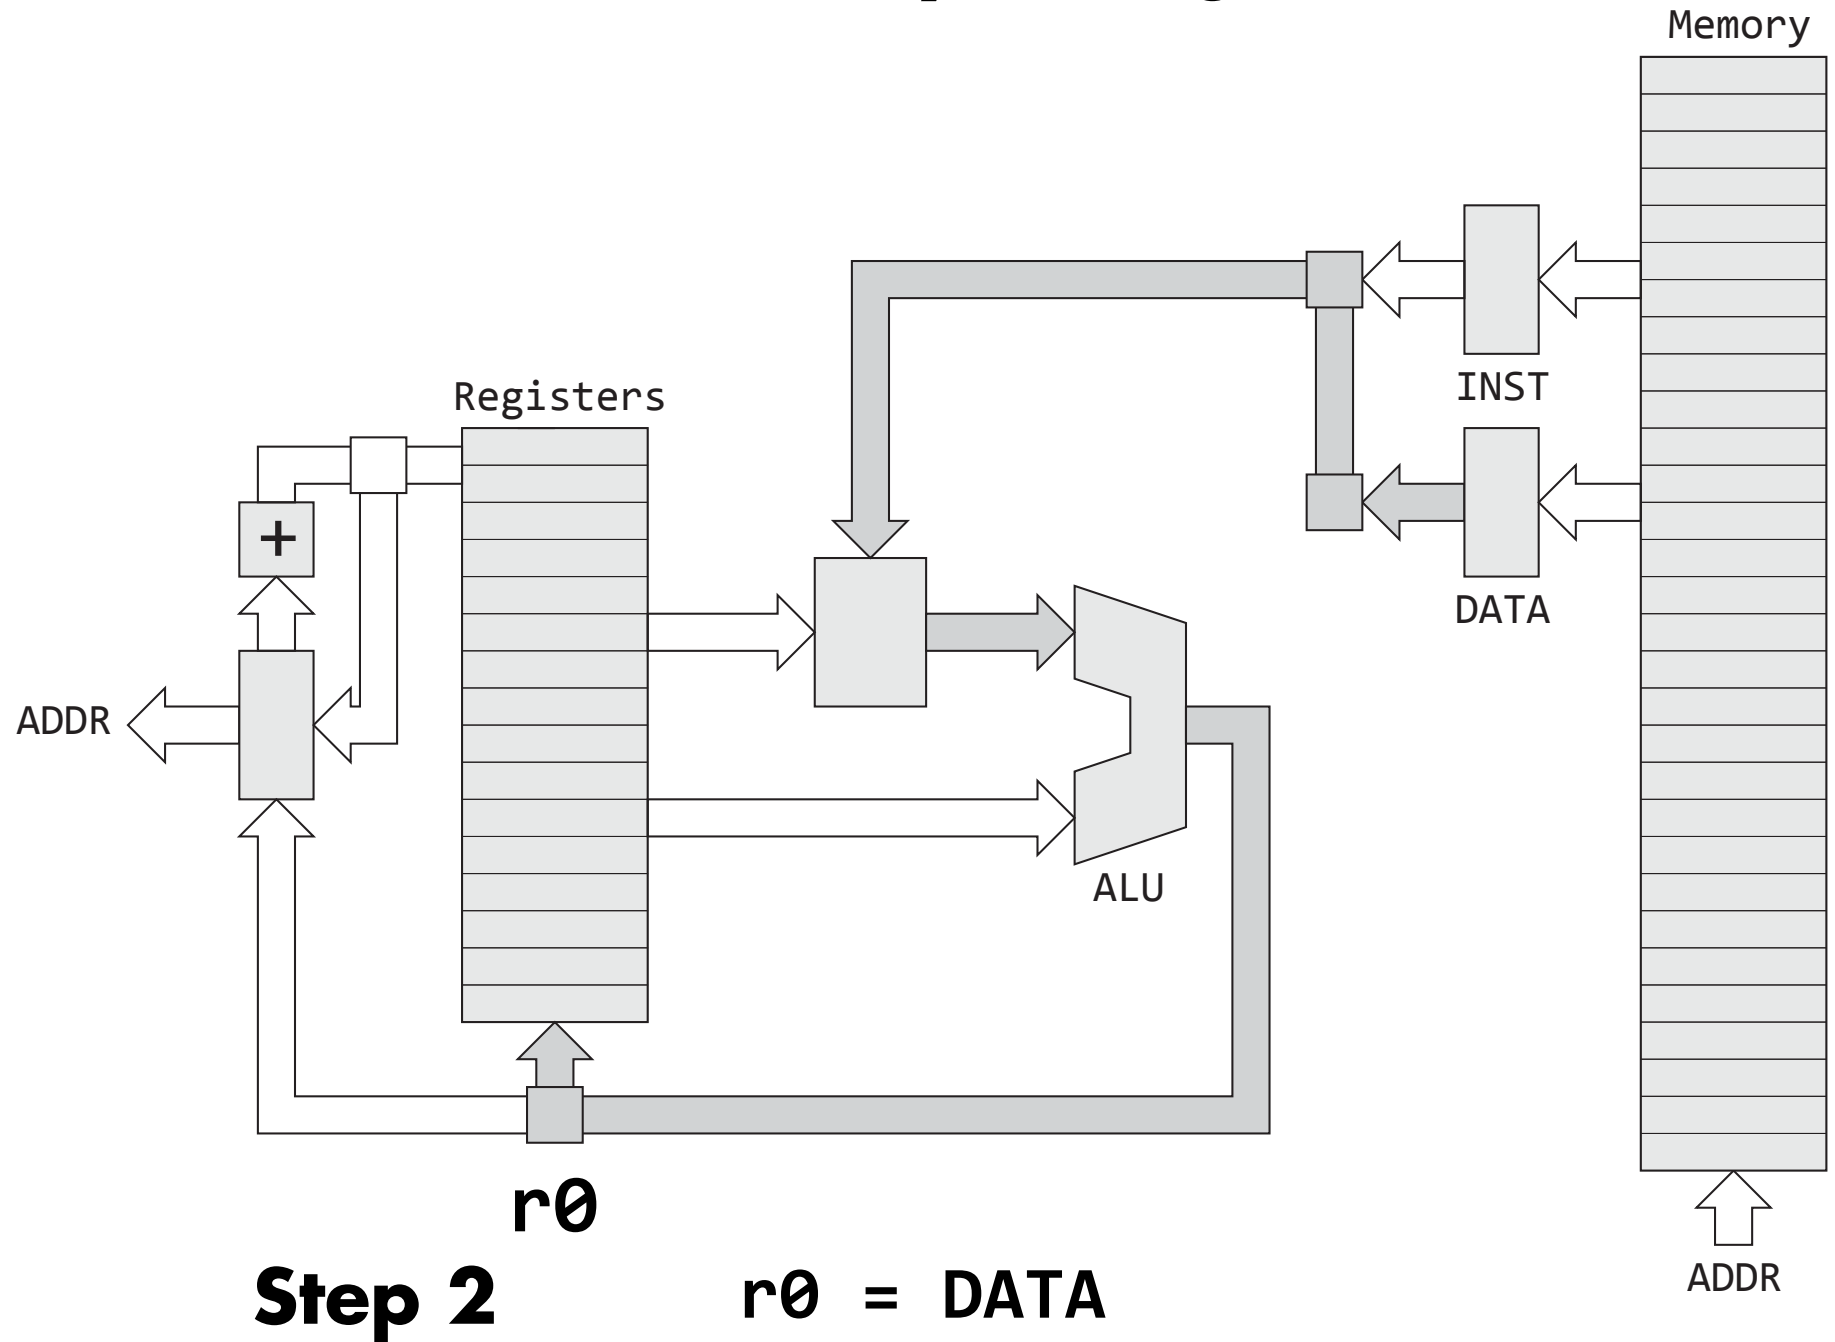 Memory
INST
Registers
+
DATA
ADDR
ALU
r0
ADDR
Step 2 r0 = DATA